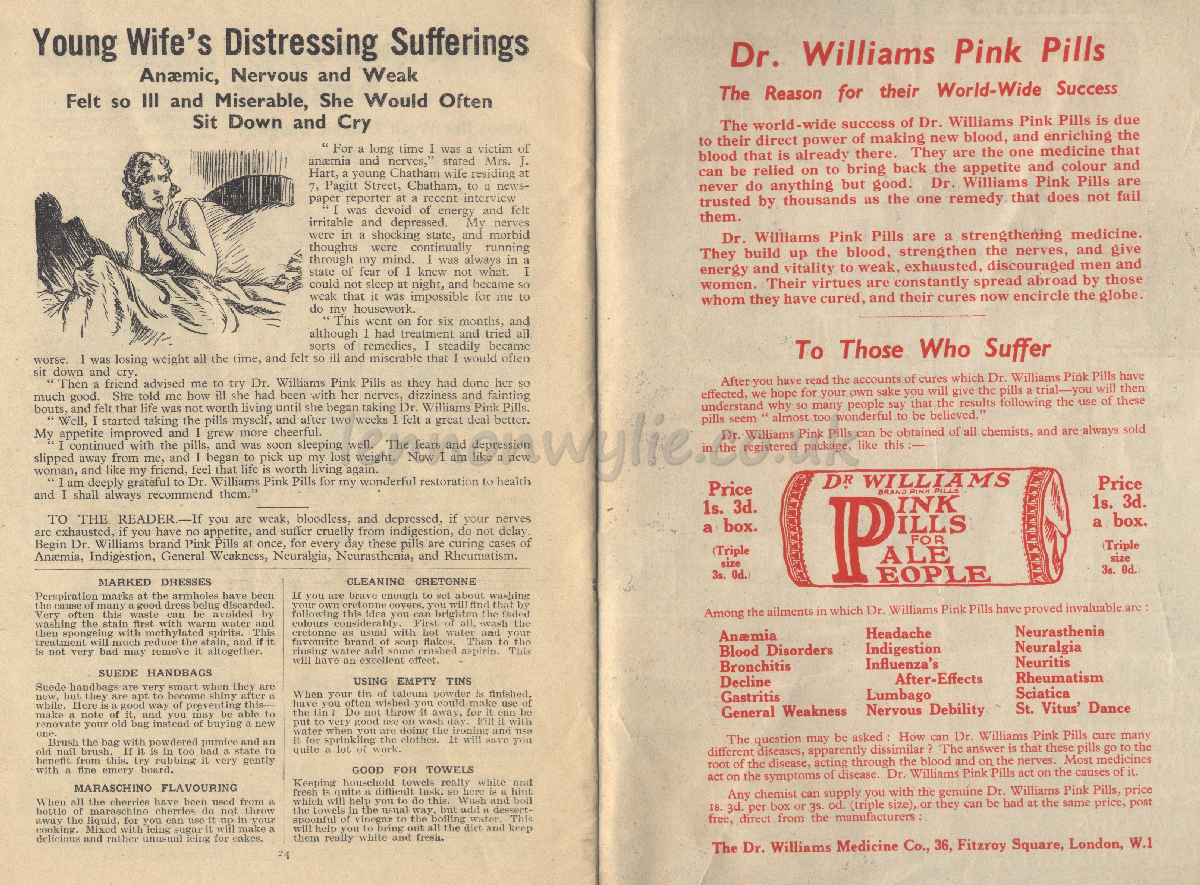 Young Wife's Distressing Sufferings
Anæmic, Nervous and Weak
Felt so Ill and Miserable, She Would Often
Sit Down and Cry
" For a long time I was a victim of
anæmia and nerves," stated Mrs. J.
Hart, a young Chatham wife residing at
7, Pagitt Street, Chatham, to a news-
paper reporter at a recent interview
" I was devoid of energy and felt
irritable and depressed. My nerves
were in a shocking state, and morbid
thoughts were continually running
through my mind. I was always in a
state of fear of I knew not what. I
could not sleep at night, and became so
weak that it was impossible for me to
do my housework.
" This went on for six months, and
although I had treatment and tried all
sorts of remedies, I steadily became
worse. I was losing weight all the time, and felt so ill and miserable that I would often
sit down and cry.
" Then a friend advised me to try Dr. Williams Pink Pills as they had done her so
much good. She told me how ill she had been with her nerves, dizziness and fainting
bouts, and felt that life was not worth living until she began taking Dr. Williams Pink Pills.
" Well, I started taking the pills myself, and after two weeks I felt a great deal better.
My appetite improved and I grew more cheerful.
" I continued with the pills, and was soon sleeping well. The fears and depression
slipped away from me, and I began to pick up my lost weight. Now I am like a new
woman, and like my friend, feel that life is worth living again.
" I am deeply grateful to Dr. Williams Pink Pills for my wonderful restoration to health
and I shall always recommend them."
TO THE READER.—If you are weak, bloodless, and depressed, if your nerves
are exhausted, if you have no appetite, and suffer cruelly from indigestion, do not delay.
Begin Dr. Williams brand Pink Pills at once, for every day these pills are curing cases of
Anæmia, Indigestion, General Weakness, Neuralgia, Neurasthenia, and Rheumatism.
MARKED DRESSES
Perspiration marks at the armholes have been
the cause of many a good dress being discarded.
Very often this waste can be avoided by
washing the stain first with warm water and
then spongeing with methylated spirits. This
treatment will much reduce the stain, and if it
is not very bad may remove it altogether.
SUEDE HANDBAGS
Suede handbags are very smart when they are
new, but they are apt to become shiny after a
while. Here is a good way of preventing this—
make a note of it, and you may be able to
renovate your old bag instead of buying a new
one.
Brush the bag with powdered pumice and an
old nail brush. If it is in too bad a state to
benefit from this, try rubbing it very gently
with a fine emery board.
MARASCHINO FLAVOURING
When all the cherries have been used from a
bottle of maraschino cherries do not throw
away the liquid, for you can use it up in your
cooking. Mixed with icing sugar it will make a
delicious and rather unusual icing for cakes.
CLEANING CRETONNE
If you are brave enough to set about washing
your own cretonne covers, you will find that by
following this idea you can brighten the faded
colours considerably. First of all, wash the
cretonne as usual with hot water and your
favourite brand of soap flakes. Then to the
rinsing water add some crushed aspirin. This
will have an excellent effect.
USING EMPTY TINS
When your tin of talcum powder is finished,
have you often wished you could make use of
the tin? Do not throw it away, for it can be
put to very good use on wash day. Fill it with
water when you are doing the ironing and use
it for sprinkling the clothes. It will save you
quite a lot of work.
GOOD FOR TOWELS
Keeping household towels really white and
fresh is quite a difficult task, so here is a hint
which will help you to do this. Wash and boil
the towels in the usual way, but add a dessert-
spoonful of vinegar to the boiling water. This
will help you to bring out all the dirt and keep
them really white and fresh.
24
Dr. Williams Pink Pills
The Reason for their World-Wide Success
The world-wide success of Dr. Williams Pink Pills is due
to their direct power of making new blood, and enriching the
blood that is already there. They are the one medicine that
can be relied on to bring back the appetite and colour and
never do anything but good. Dr. Williams Pink Pills are
trusted by thousands as the one remedy that does not fail
them.
Dr. Williams Pink Pills are a strengthening medicine.
They build up the blood, strengthen the nerves, and give
energy and vitality to weak, exhausted, discouraged men and
women. Their virtues are constantly spread abroad by those
whom they have cured, and their cures now encircle the globe.
To Those Who Suffer
After you have read the accounts of cures which Dr. Williams Pink Pills have
effected, we hope for your own sake you will give the pills a trial—you will then
understand why so many people say that the results following the use of these
pills seem " almost too wonderful to be believed."
Dr. Williams Pink Pills can be obtained of all chemists, and are always sold
in the registered package, like this :—
Price
1s. 3d.
a box.
(Triple
size
3s. 0d.)
DR WILLIAMS
BRAND PINK PILLS
PINK
PILLS
FOR
PALE
PEOPLE
Price
1s. 3d.
a box.
(Triple
size
3s. 0d.)
Among the ailments in which Dr. Williams Pink Pills have proved invaluable are :
Anæmia
Blood Disorders
Bronchitis
Decline
Gastritis
General Weakness
Headache
Indigestion
Influenza's
After-Effects
Lumbago
Nervous Debility
Neurasthenia
Neuralgia
Neuritis
Rheumatism
Sciatica
St. Vitus' Dance
The question may be asked : How can Dr. Williams Pink Pills cure many
different diseases, apparently dissimilar ? The answer is that these pills go to the
root of the disease, acting through the blood and on the nerves. Most medicines
act on the symptoms of disease. Dr. Williams Pink Pills act on the causes of it.
Any chemist can supply you with the genuine Dr. Williams Pink Pills, price
1s. 3d. per box or 3s. 0d. (triple size), or they can be had at the same price, post
free, direct from the manufacturers :
The Dr. Williams Medicine Co., 36, Fitzroy Square, London, W.1